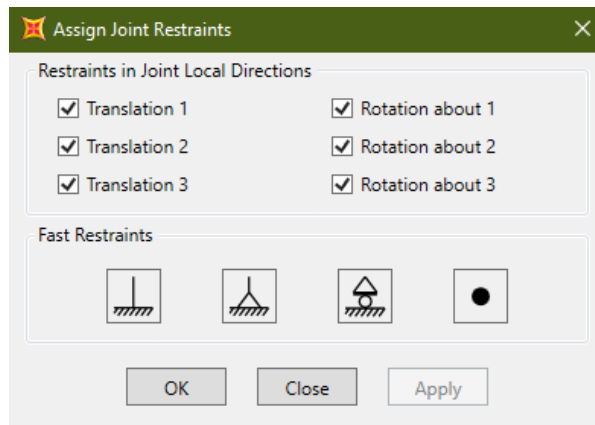 Assign Joint Restraints
Restraints in Joint Local Directions
Translation 1 Rotation about 1
Translation 2 Rotation about 2
Translation 3 Rotation about 3
Fast Restraints
OK Close Apply